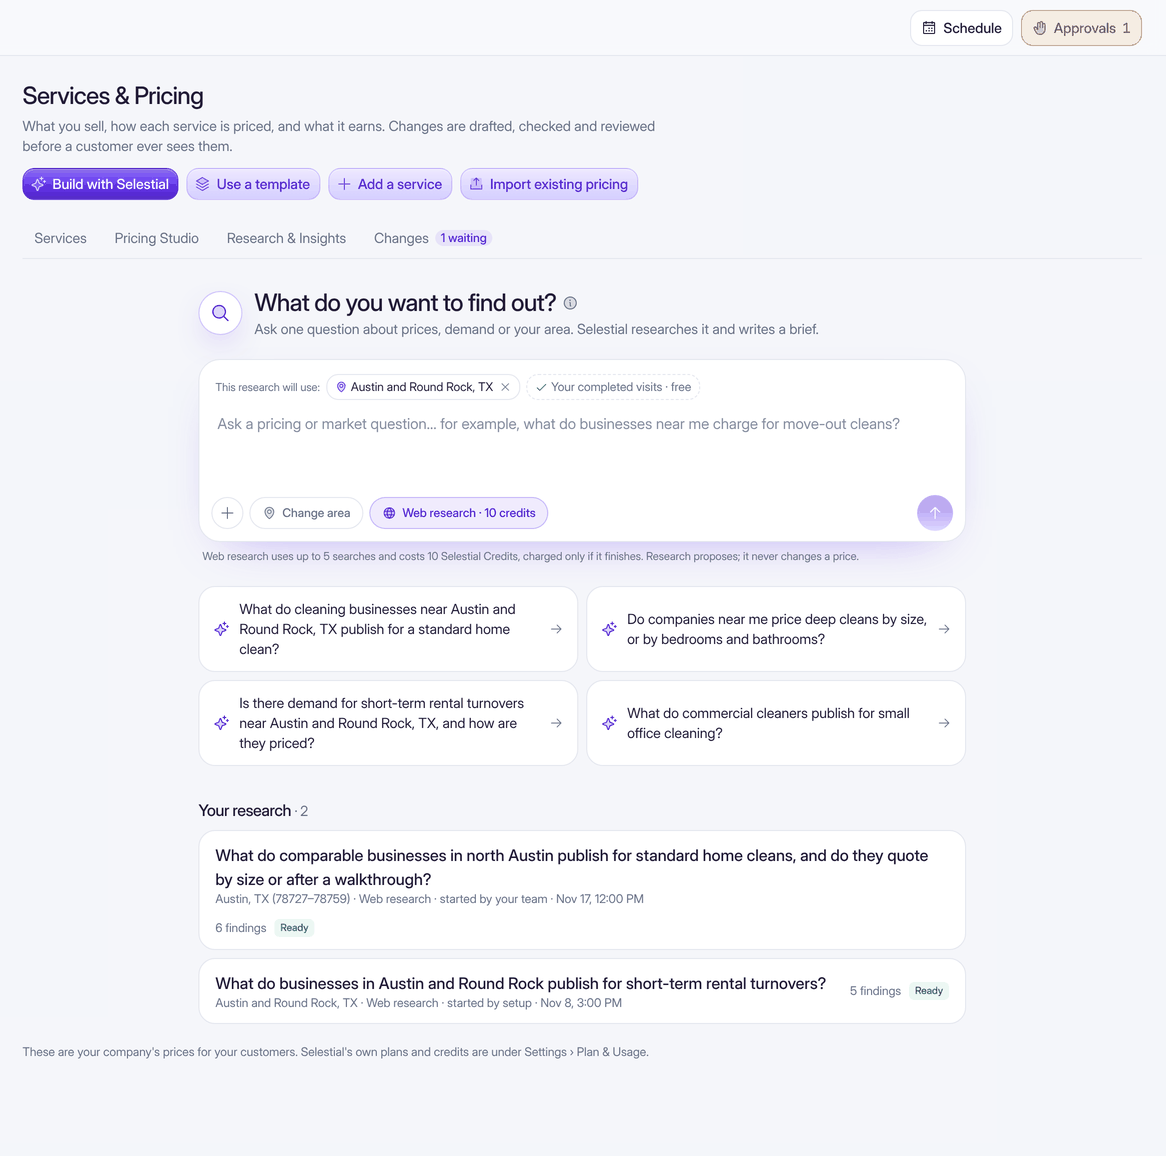 Schedule
Approvals 1
Services & Pricing
What you sell, how each service is priced, and what it earns. Changes are drafted, checked and reviewed
before a customer ever sees them.
Build with Selestial
Use a template
Add a service
Import existing pricing
Services
Pricing Studio
Research & Insights
Changes 1 waiting
What do you want to find out?
Ask one question about prices, demand or your area. Selestial researches it and writes a brief.
This research will use:
Austin and Round Rock, TX
Your completed visits · free
Ask a pricing or market question... for example, what do businesses near me charge for move-out cleans?
Change area
Web research · 10 credits
Web research uses up to 5 searches and costs 10 Selestial Credits, charged only if it finishes. Research proposes; it never changes a price.
What do cleaning businesses near Austin and
Round Rock, TX publish for a standard home
clean?
Do companies near me price deep cleans by size,
or by bedrooms and bathrooms?
Is there demand for short-term rental turnovers
near Austin and Round Rock, TX, and how are
they priced?
What do commercial cleaners publish for small
office cleaning?
Your research · 2
What do comparable businesses in north Austin publish for standard home cleans, and do they quote
by size or after a walkthrough?
Austin, TX (78727–78759) · Web research · started by your team · Nov 17, 12:00 PM
6 findings Ready
What do businesses in Austin and Round Rock publish for short-term rental turnovers?
Austin and Round Rock, TX · Web research · started by setup · Nov 8, 3:00 PM
5 findings Ready
These are your company's prices for your customers. Selestial's own plans and credits are under Settings › Plan & Usage.